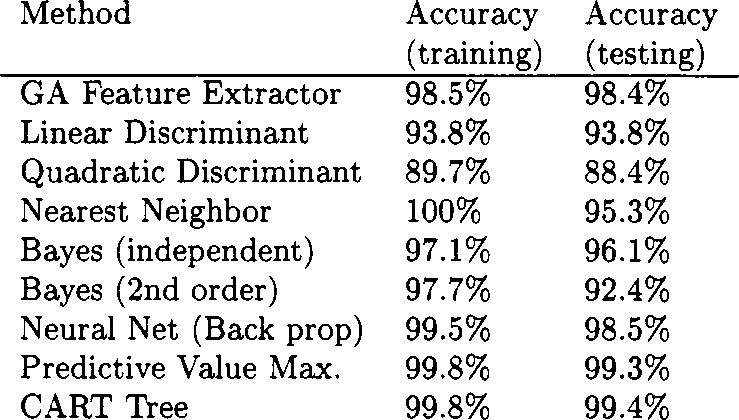 Method Accuracy Accuracy
(training) (testing)
GA Feature Extractor 98.5% 98.4%
Linear Discriminant 93.8% 93.8%
Quadratic Discriminant 89.7% 88.4%
Nearest Neighbor 100% 95.3%
Bayes (independent) 97.1% 96.1%
Bayes (2nd order) 97.7% 92.4%
Neural Net (Back prop) 99.5% 98.5%
Predictive Value Max. 99.8% 99.3%
CART Tree 99.8% 99.4%